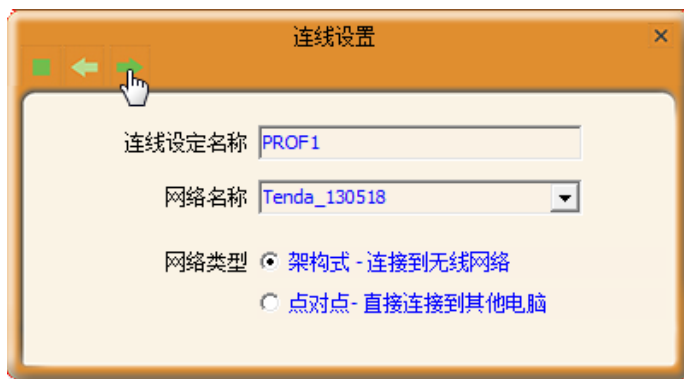 连线设置
连线设定名称 PROF1
网络名称 Tenda_130518
网络类型 架构式 - 连接到无线网络
点对点- 直接连接到其他电脑